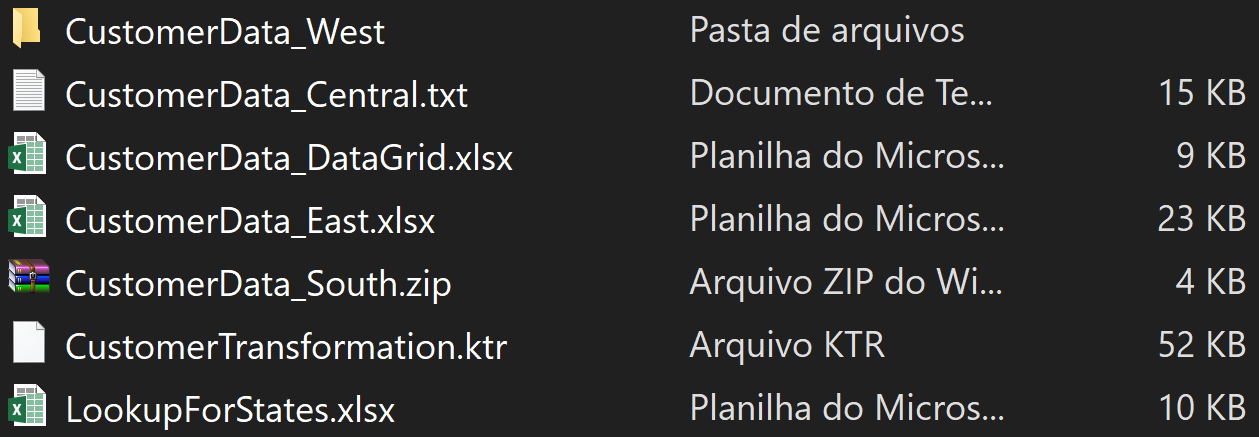 CustomerData_West Pasta de arquivos
CustomerData_Central.txt Documento de Te... 15 KB
CustomerData_DataGrid.xlsx Planilha do Micros... 9 KB
CustomerData_East.xlsx Planilha do Micros... 23 KB
CustomerData_South.zip Arquivo ZIP do Wi... 4 KB
CustomerTransformation.ktr Arquivo KTR 52 KB
LookupForStates.xlsx Planilha do Micros... 10 KB